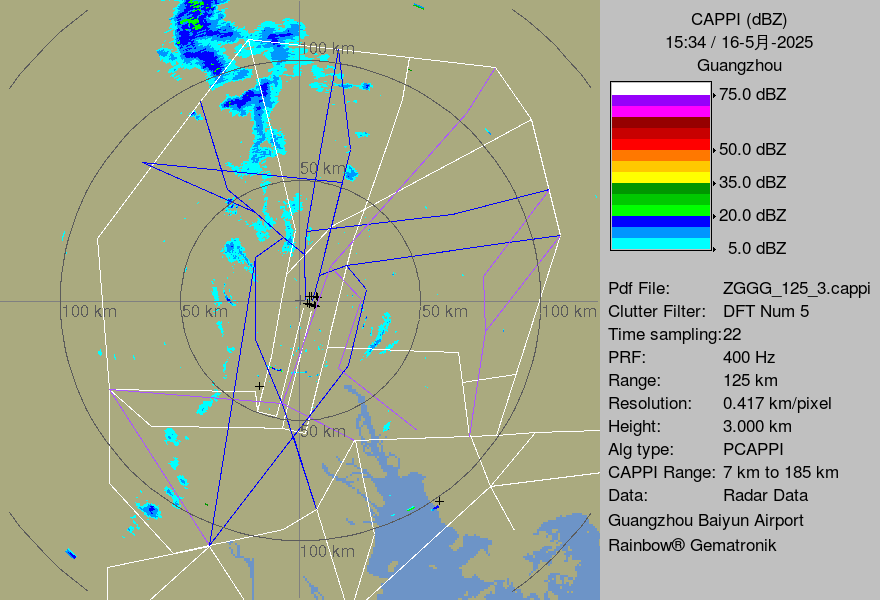 CAPPI (dBZ)
15:34 / 16-5月-2025
Guangzhou
75.0 dBZ
50.0 dBZ
35.0 dBZ
20.0 dBZ
5.0 dBZ
Pdf File: ZGGG_125_3.cappi
Clutter Filter: DFT Num 5
Time sampling:22
PRF: 400 Hz
Range: 125 km
Resolution: 0.417 km/pixel
Height: 3.000 km
Alg type: PCAPPI
CAPPI Range: 7 km to 185 km
Data: Radar Data
Guangzhou Baiyun Airport
Rainbow® Gematronik
100 km
50 km
100 km
50 km
50 km
100 km
50 km
100 km